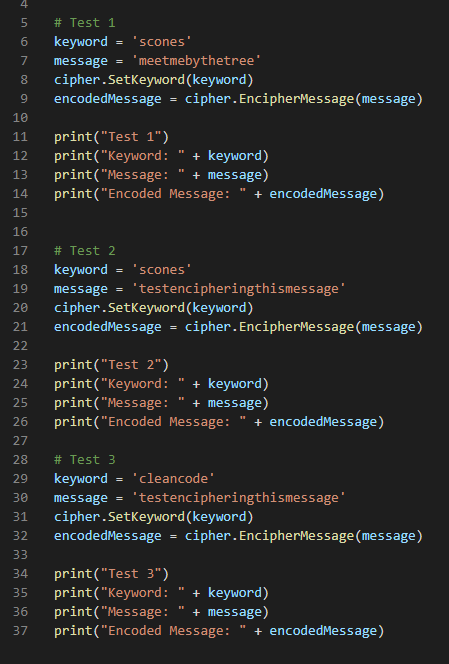 4
5 # Test 1
6 keyword = 'scones'
7 message = 'meetmebythetree'
8 cipher.SetKeyword(keyword)
9 encodedMessage = cipher.EncipherMessage(message)
10
11 print("Test 1")
12 print("Keyword: " + keyword)
13 print("Message: " + message)
14 print("Encoded Message: " + encodedMessage)
15
16
17 # Test 2
18 keyword = 'scones'
19 message = 'testencipheringthismessage'
20 cipher.SetKeyword(keyword)
21 encodedMessage = cipher.EncipherMessage(message)
22
23 print("Test 2")
24 print("Keyword: " + keyword)
25 print("Message: " + message)
26 print("Encoded Message: " + encodedMessage)
27
28 # Test 3
29 keyword = 'cleancode'
30 message = 'testencipheringthismessage'
31 cipher.SetKeyword(keyword)
32 encodedMessage = cipher.EncipherMessage(message)
33
34 print("Test 3")
35 print("Keyword: " + keyword)
36 print("Message: " + message)
37 print("Encoded Message: " + encodedMessage)